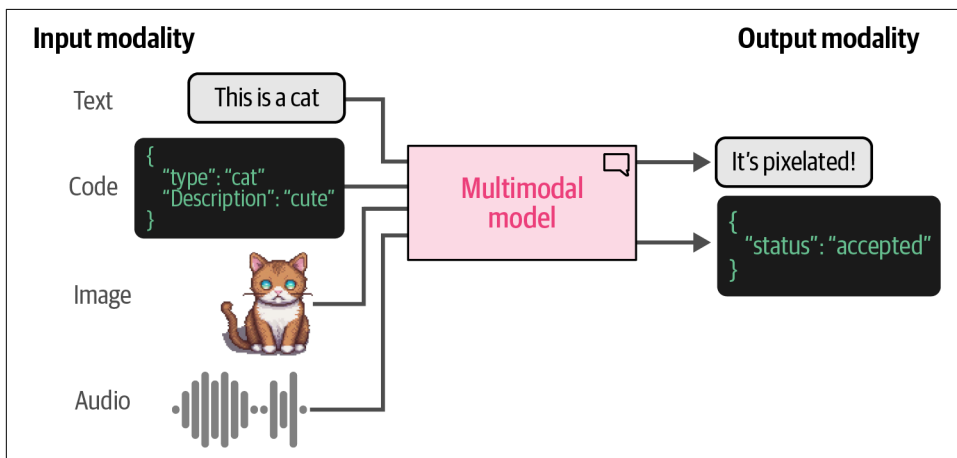 Input modality
Output modality
Text
This is a cat
Code
{
“type”: “cat”
“Description”: “cute”
}
Image
Audio
Multimodal
model
It’s pixelated!
{
“status”: “accepted”
}